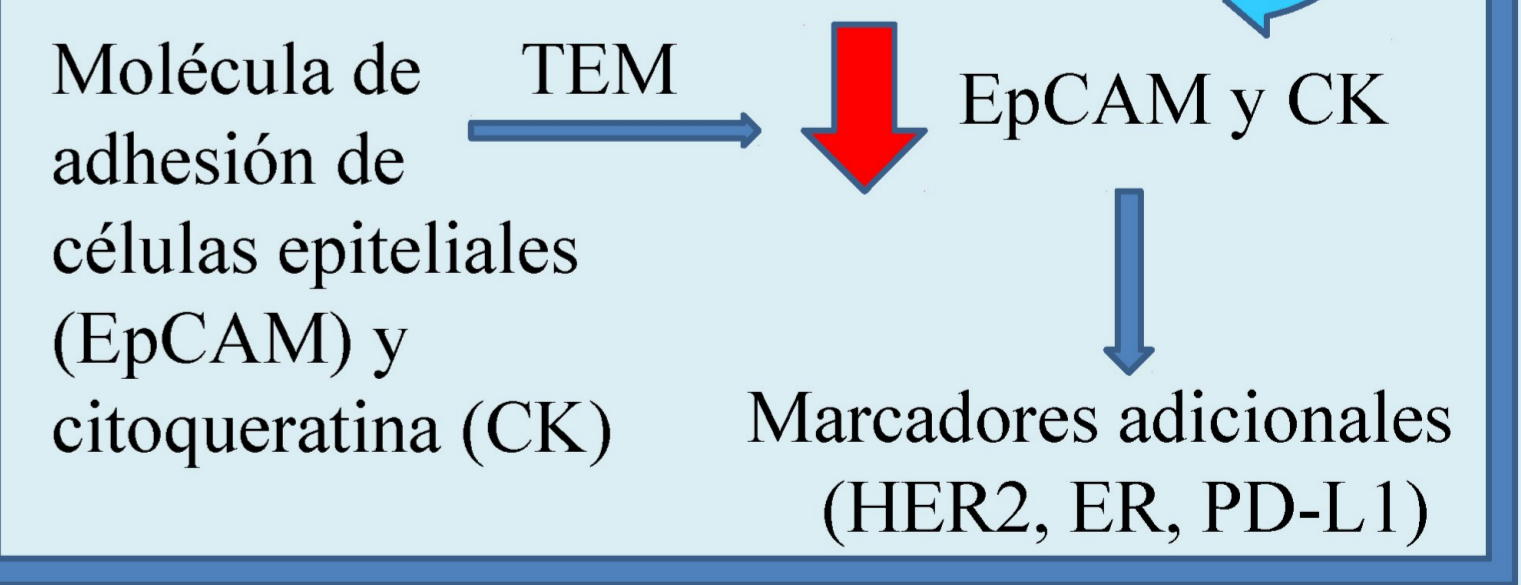 Molécula de
adhesión de
células epiteliales
(EpCAM) y
citoqueratina (CK)
TEM
EpCAM y CK
Marcadores adicionales
(HER2, ER, PD-L1)